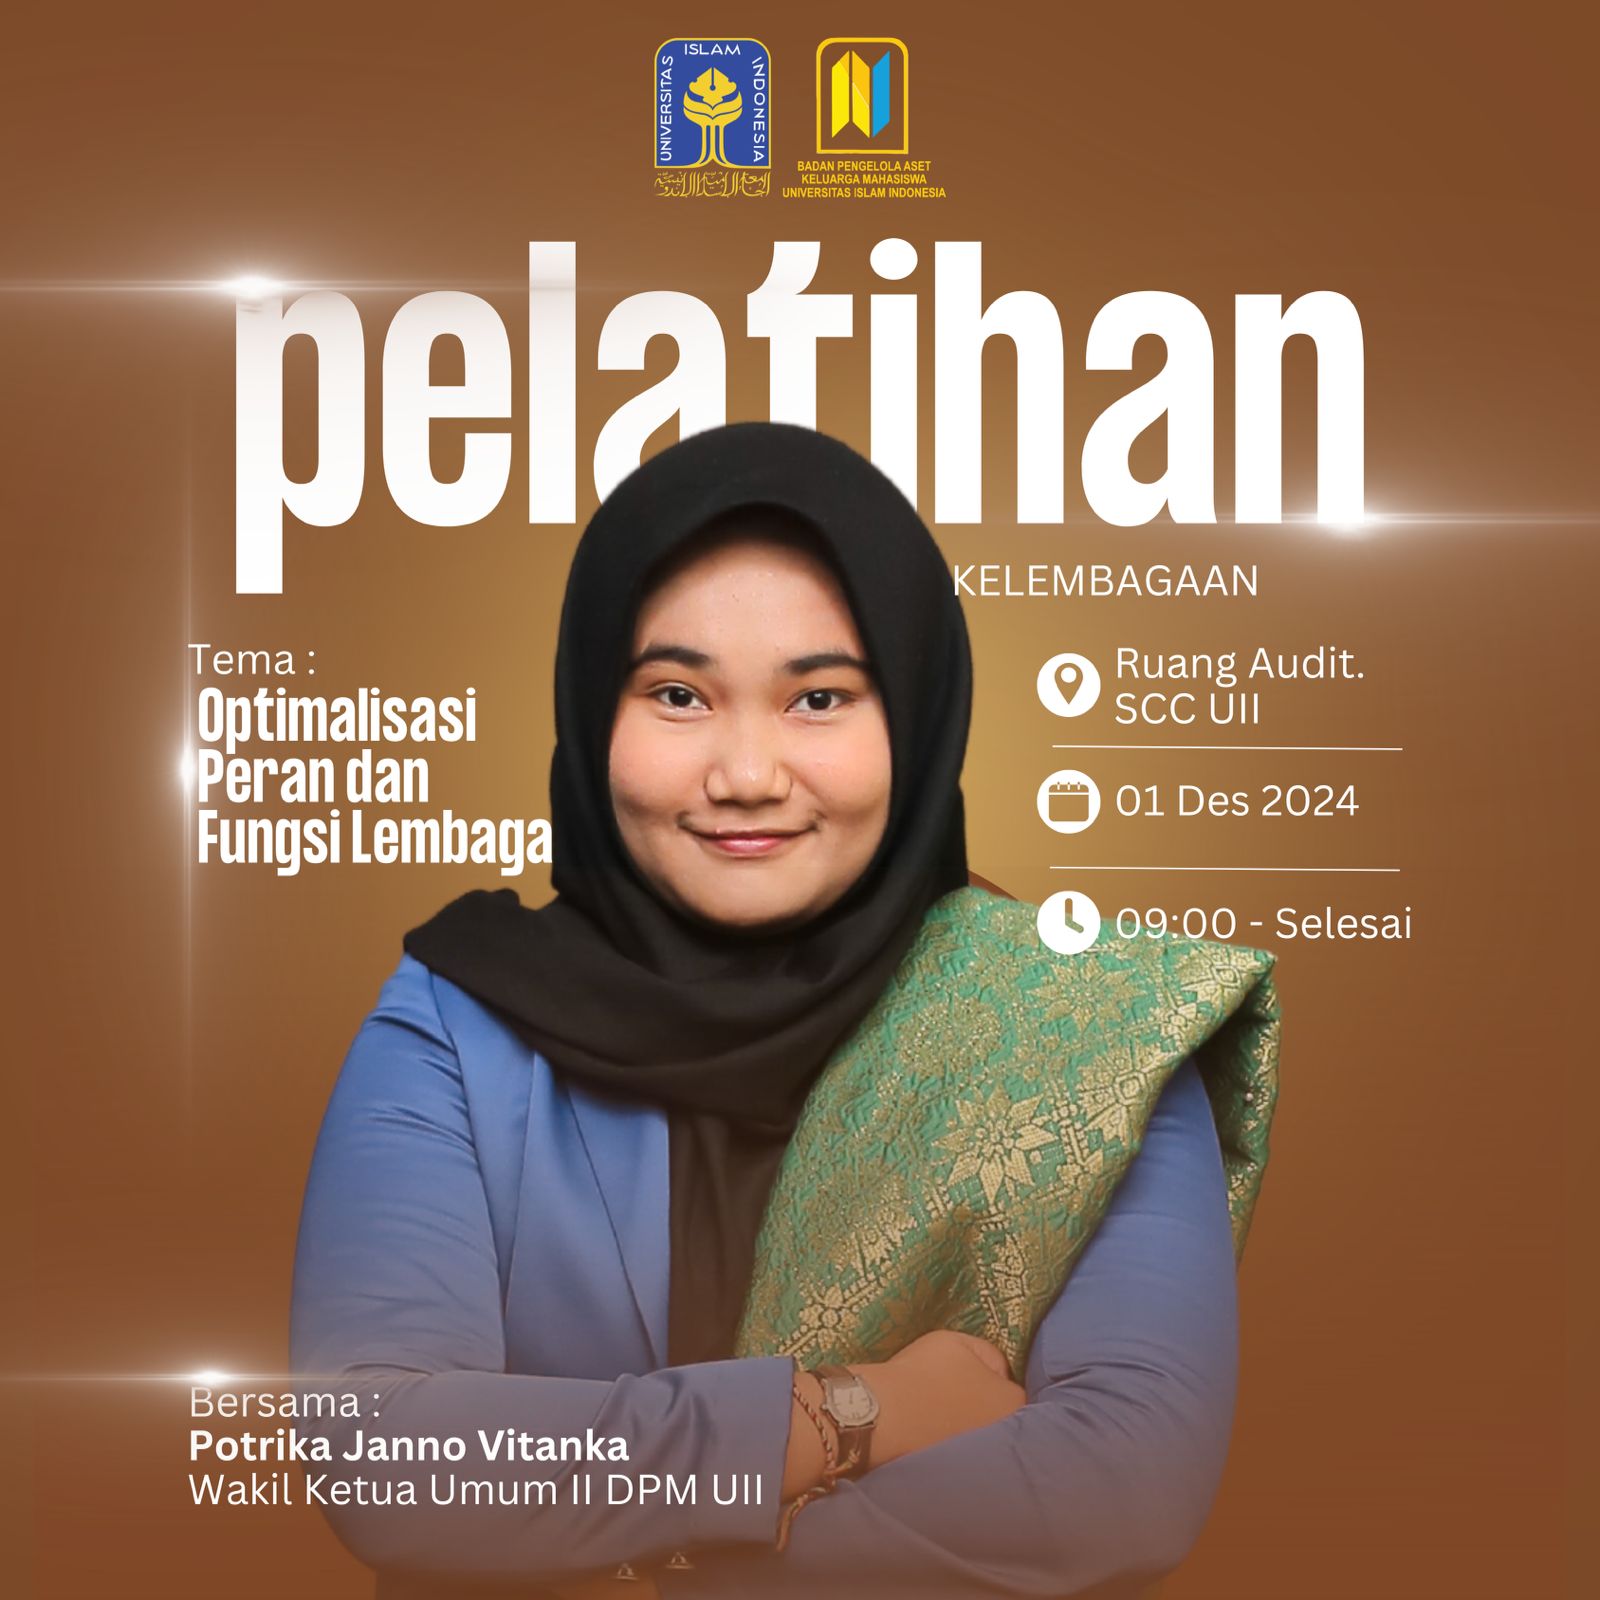 UNIVERSITAS ISLAM INDONESIA
BADAN PENGELOLA ASET
KELUARGA MAHASISWA
UNIVERSITAS ISLAM INDONESIA
pelatihan
KELEMBAGAAN
Tema :
Optimalisasi
Peran dan
Fungsi Lembaga
Ruang Audit.
SCC UII
01 Des 2024
09:00 - Selesai
Bersama :
Potrika Janno Vitanka
Wakil Ketua Umum II DPM UII